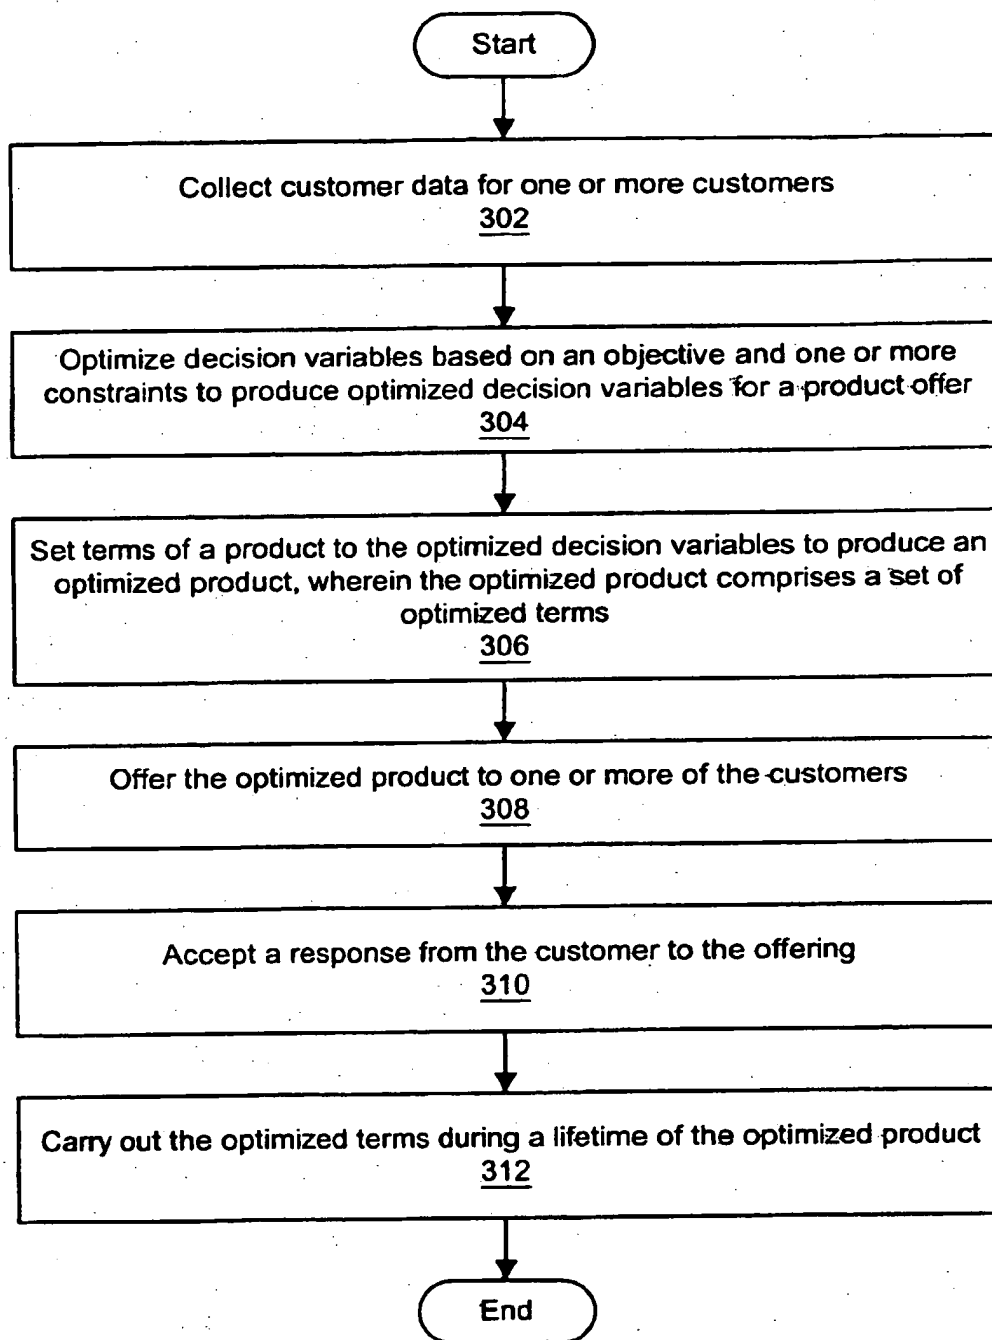 Start
Collect customer data for one or more customers
302
Optimize decision variables based on an objective and one or more
constraints to produce optimized decision variables for a product offer
304
Set terms of a product to the optimized decision variables to produce an
optimized product, wherein the optimized product comprises a set of
optimized terms
306
Offer the optimized product to one or more of the customers
308
Accept a response from the customer to the offering
310
Carry out the optimized terms during a lifetime of the optimized product
312
End